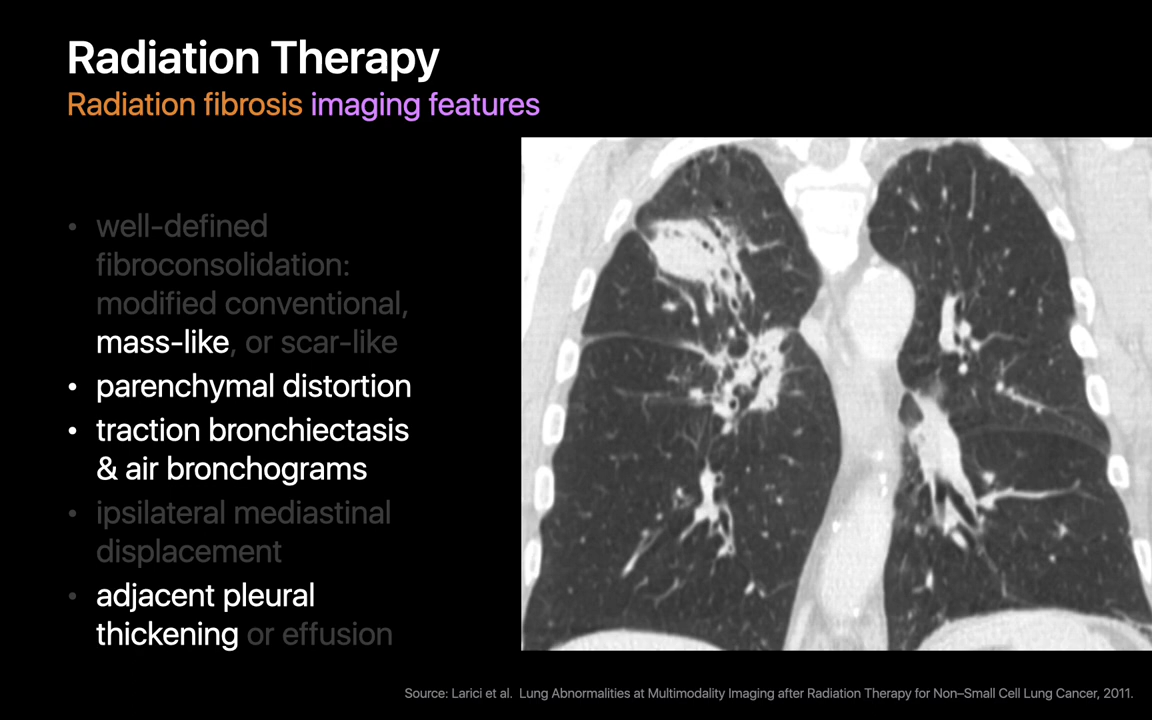 Radiation Therapy
Radiation fibrosis imaging features
• well-defined
fibroconsolidation:
modified conventional,
mass-like, or scar-like
• parenchymal distortion
• traction bronchiectasis
& air bronchograms
• ipsilateral mediastinal
displacement
• adjacent pleural
thickening or effusion
Source: Larici et al. Lung Abnormalities at Multimodality Imaging after Radiation Therapy for Non–Small Cell Lung Cancer, 2011.